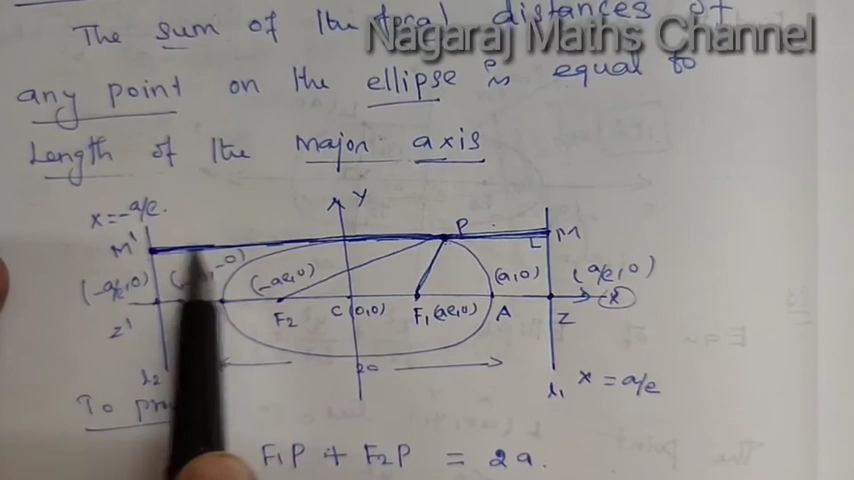 The sum of the focal distances of
Nagaraj Maths Channel
any point on the ellipse is equal to
Length of the major axis
x=-a/e.
Y
M'
P
M
L
(-a/e,0)
(-ae,0)
(a,0)
(a/e,0)
X
Z'
F2
C(0,0)
F1(ae,0)
A
Z
l2
2a
l1
x = a/e
To
F1P + F2P = 2a.